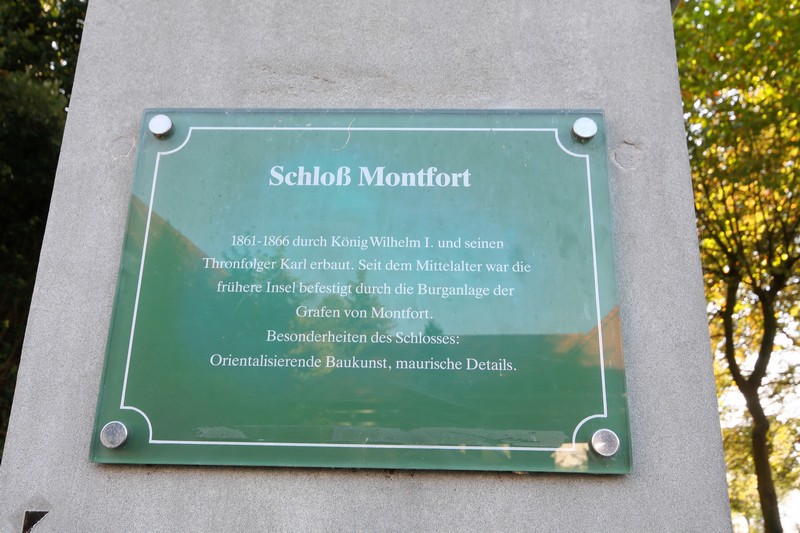 Schloß Montfort
1861-1866 durch König Wilhelm I. und seinen
Thronfolger Karl erbaut. Seit dem Mittelalter war die
frühere Insel befestigt durch die Burganlage der
Grafen von Montfort.
Besonderheiten des Schlosses:
Orientalisierende Baukunst, maurische Details.